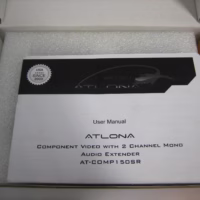 User Manual
ATLONA
COMPONENT VIDEO WITH 2 CHANNEL MONO
AUDIO EXTENDER
AT-COMP150SR